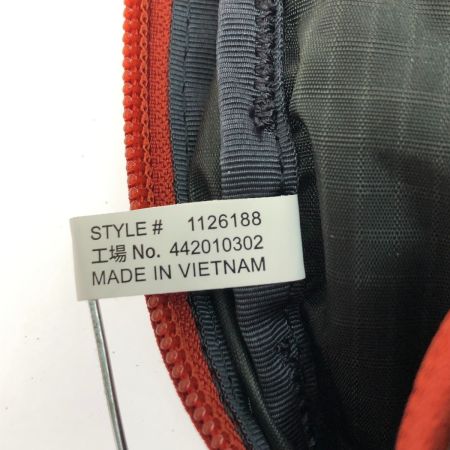 STYLE # 1126188
工場 No. 442010302
MADE IN VIETNAM